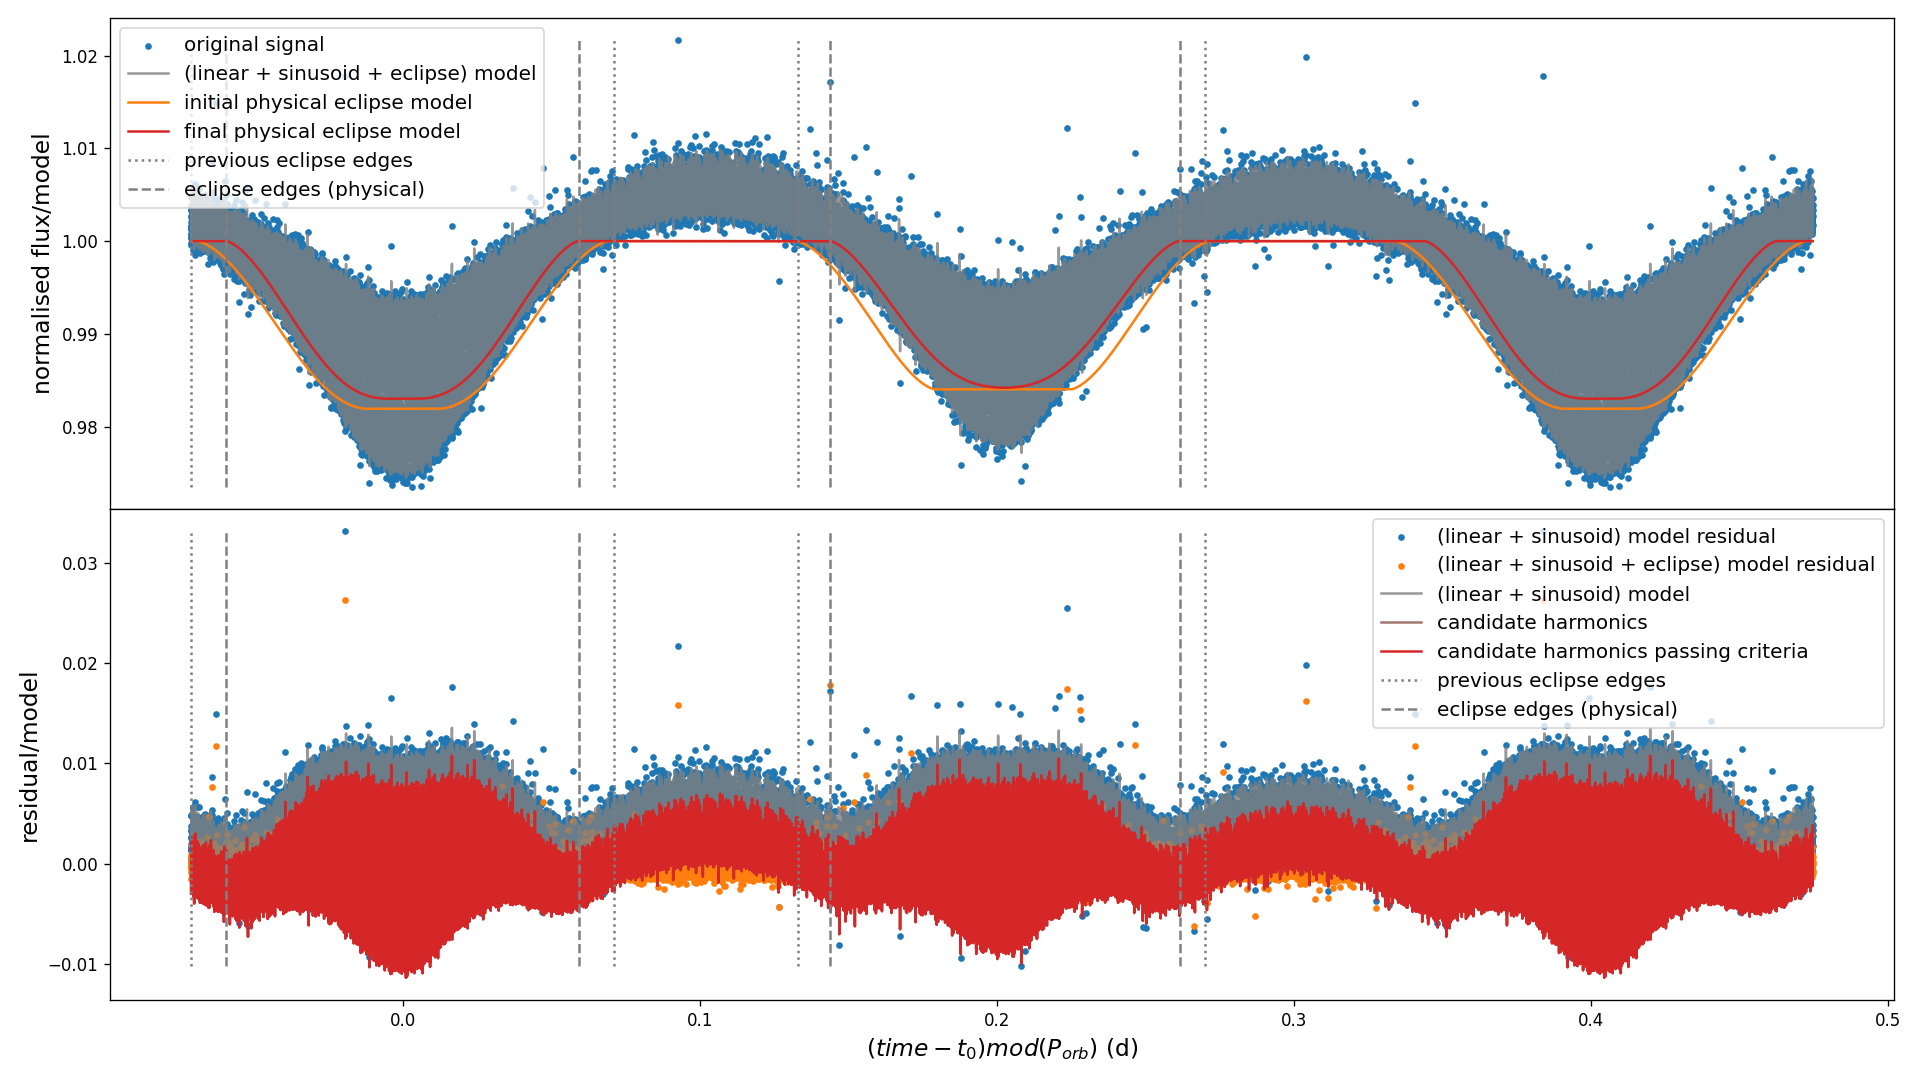 original signal
(linear + sinusoid + eclipse) model
initial physical eclipse model
final physical eclipse model
previous eclipse edges
eclipse edges (physical)
normalised flux/model
1.02
1.01
1.00
0.99
0.98
(linear + sinusoid) model residual
(linear + sinusoid + eclipse) model residual
(linear + sinusoid) model
candidate harmonics
candidate harmonics passing criteria
previous eclipse edges
eclipse edges (physical)
residual/model
0.03
0.02
0.01
0.00
−0.01
0.0 0.1 0.2 0.3 0.4 0.5
(time − t₀)mod(P_orb) (d)